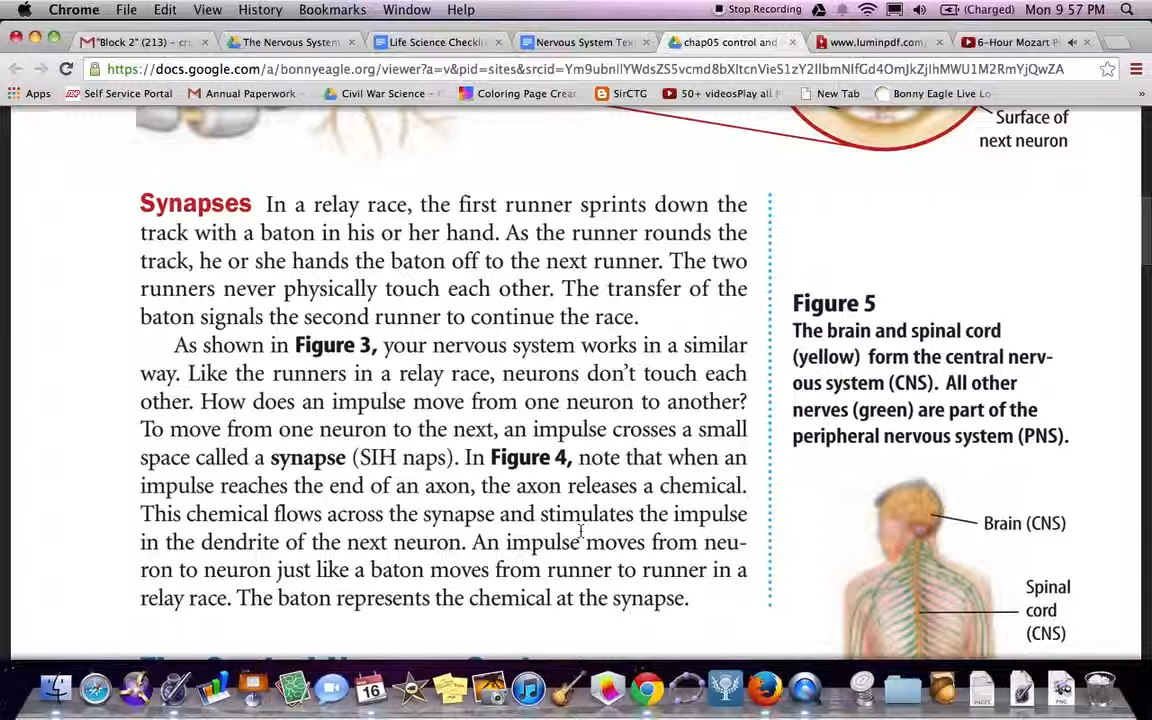 Chrome File Edit View History Bookmarks Window Help
Stop Recording (Charged) Mon 9:57 PM
M "Block 2" (213) - cr
The Nervous System
Life Science Checkli
Nervous System Tex
chap05 control and
www.luminpdf.com
6-Hour Mozart P
Apps Self Service Portal Annual Paperwork Civil War Science - Coloring Page Crea SirCTG 50+ videosPlay all New Tab Bonny Eagle Live Lo »
Surface of
next neuron
Synapses In a relay race, the first runner sprints down the
track with a baton in his or her hand. As the runner rounds the
track, he or she hands the baton off to the next runner. The two
runners never physically touch each other. The transfer of the
baton signals the second runner to continue the race.
As shown in Figure 3, your nervous system works in a similar
way. Like the runners in a relay race, neurons don't touch each
other. How does an impulse move from one neuron to another?
To move from one neuron to the next, an impulse crosses a small
space called a synapse (SIH naps). In Figure 4, note that when an
impulse reaches the end of an axon, the axon releases a chemical.
This chemical flows across the synapse and stimulates the impulse
in the dendrite of the next neuron. An impulse moves from neu-
ron to neuron just like a baton moves from runner to runner in a
relay race. The baton represents the chemical at the synapse.
Figure 5
The brain and spinal cord
(yellow) form the central nerv-
ous system (CNS). All other
nerves (green) are part of the
peripheral nervous system (PNS).
Brain (CNS)
Spinal
cord
(CNS)
16
PAGES
PNG